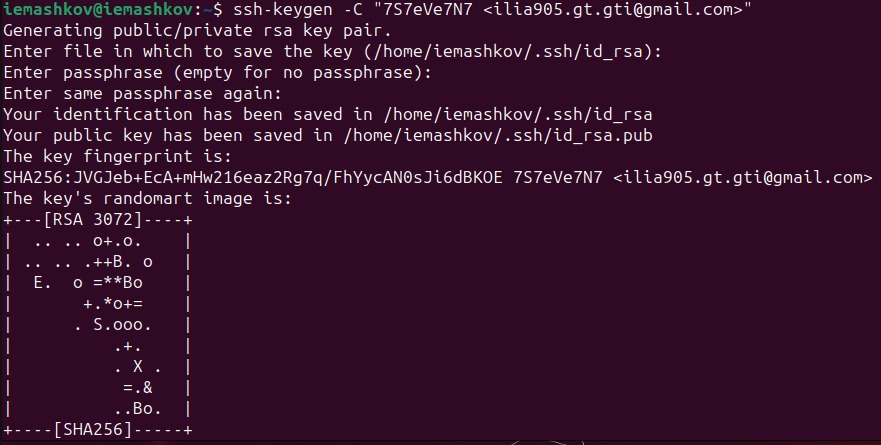 iemashkov@iemashkov:~$ ssh-keygen -C "7S7eVe7N7 <ilia905.gt.gti@gmail.com>"
Generating public/private rsa key pair.
Enter file in which to save the key (/home/iemashkov/.ssh/id_rsa):
Enter passphrase (empty for no passphrase):
Enter same passphrase again:
Your identification has been saved in /home/iemashkov/.ssh/id_rsa
Your public key has been saved in /home/iemashkov/.ssh/id_rsa.pub
The key fingerprint is:
SHA256:JVGJeb+EcA+mHw216eaz2Rg7q/FhYycAN0sJi6dBKOE 7S7eVe7N7 <ilia905.gt.gti@gmail.com>
The key's randomart image is:
+---[RSA 3072]----+
|  .. .. o+.o.    |
| .. .. .++B. o   |
|  E.  o =**Bo    |
|       +.*o+=    |
|      . S.ooo.   |
|          .+.    |
|          . X .  |
|           =.&   |
|          ..Bo.  |
+----[SHA256]-----+